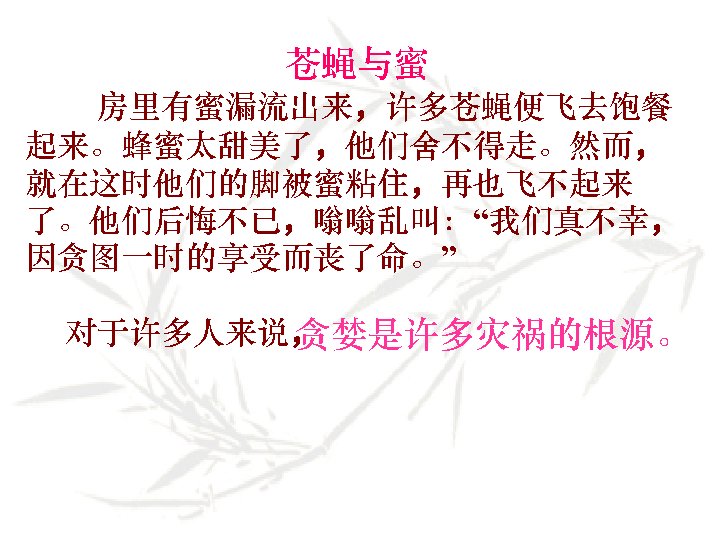 苍蝇与蜜
房里有蜜漏流出来，许多苍蝇便飞去饱餐
起来。蜂蜜太甜美了，他们舍不得走。然而，
就在这时他们的脚被蜜粘住，再也飞不起来
了。他们后悔不已，嗡嗡乱叫：“我们真不幸，
因贪图一时的享受而丧了命。”
对于许多人来说，贪婪是许多灾祸的根源。